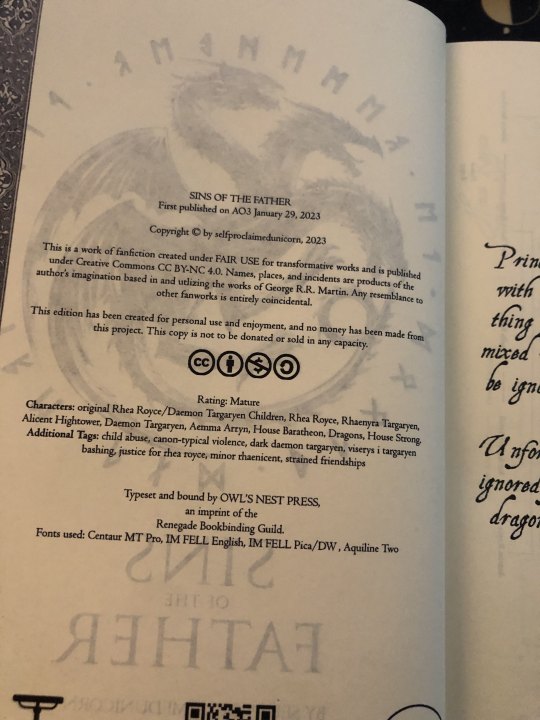 SINS OF THE FATHER
First published on AO3 January 29, 2023
Copyright © by selfproclaimedunicorn, 2023
This is a work of fanfiction created under FAIR USE for transformative works and is published
under Creative Commons CC BY-NC 4.0. Names, places, and incidents are products of the
author's imagination based in and utlizing the works of George R.R. Martin. Any resemblance to
other fanworks is entirely coincidental.
This edition has been created for personal use and enjoyment, and no money has been made from
this project. This copy is not to be donated or sold in any capacity.
cc
Rating: Mature
Characters: original Rhea Royce/Daemon Targaryen Children, Rhea Royce, Rhaenyra Targaryen,
Alicent Hightower, Daemon Targaryen, Aemma Arryn, House Baratheon, Dragons, House Strong,
Additional Tags: child abuse, canon-typical violence, dark daemon targaryen, viserys i targaryen
bashing, justice for rhea royce, minor rhaenicent, strained friendships
Typeset and bound by OWL'S NEST PRESS,
an imprint of the
Renegade Bookbinding Guild.
Fonts used: Centaur MT Pro, IM FELL English, IM FELL Pica/DW, Aquiline Two
SINS
OF THE
FATHER
with
thing
mixed
be
ignored